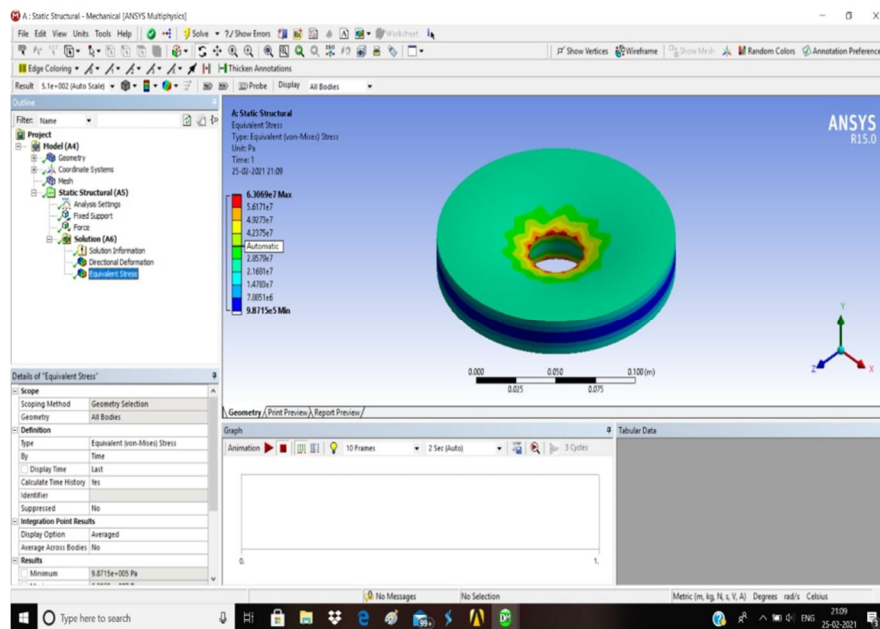 A : Static Structural - Mechanical [ANSYS Multiphysics]
File Edit View Units Tools Help Solve ?/ Show Errors Worksheet
Show Vertices Wireframe Show Mesh Random Colors Annotation Preference
Edge Coloring Thicken Annotations
Result 5.1e+002 (Auto Scale) Probe Display All Bodies
Outline
Filter: Name
Project
Model (A4)
Geometry
Coordinate Systems
Mesh
Static Structural (A5)
Analysis Settings
Fixed Support
Force
Solution (A6)
Solution Information
Directional Deformation
Equivalent Stress
A: Static Structural
Equivalent Stress
Type: Equivalent (von-Mises) Stress
Unit: Pa
Time: 1
25-02-2021 21:09
6.3069e7 Max
5.6171e7
4.9273e7
4.2375e7
Automatic
2.8579e7
2.1681e7
1.4783e7
7.8851e6
9.8715e5 Min
ANSYS
R15.0
Y
Z
X
0.000 0.050 0.100 (m)
0.025 0.075
Geometry Print Preview Report Preview
Details of "Equivalent Stress"
Scope
Scoping Method Geometry Selection
Geometry All Bodies
Definition
Type Equivalent (von-Mises) Stress
By Time
Display Time Last
Calculate Time History Yes
Identifier
Suppressed No
Integration Point Results
Display Option Averaged
Average Across Bodies No
Results
Minimum 9.8715e+005 Pa
Graph
Animation 10 Frames 2 Sec (Auto) 3 Cycles
0. 1.
Tabular Data
No Messages No Selection Metric (m, kg, N, s, V, A) Degrees rad/s Celsius
Type here to search
99+
DM
ENG
21:09
25-02-2021